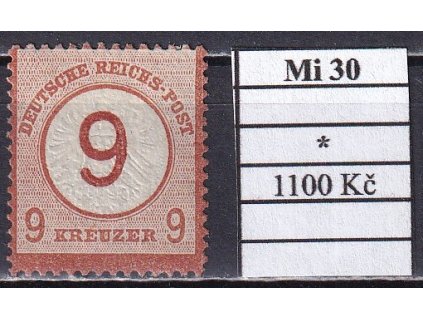 DEUTSCHE REICHS-POST
9
9 KREUZER 9
Mi 30
*
1100 Kč